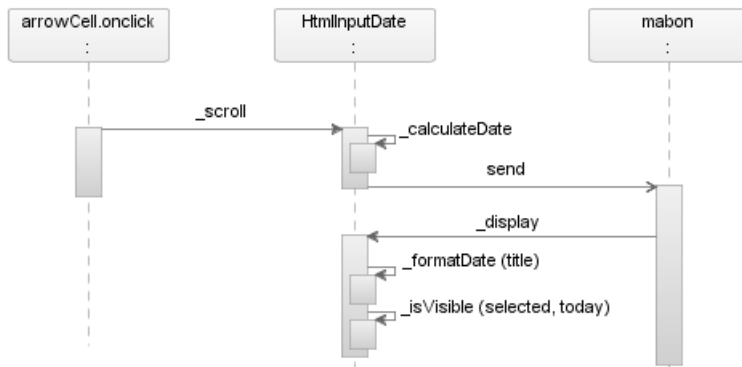 arrowCell.onclick
:
HtmlInputDate
:
mabon
:
_scroll
_calculateDate
send
_display
_formatDate (title)
_isVisible (selected, today)